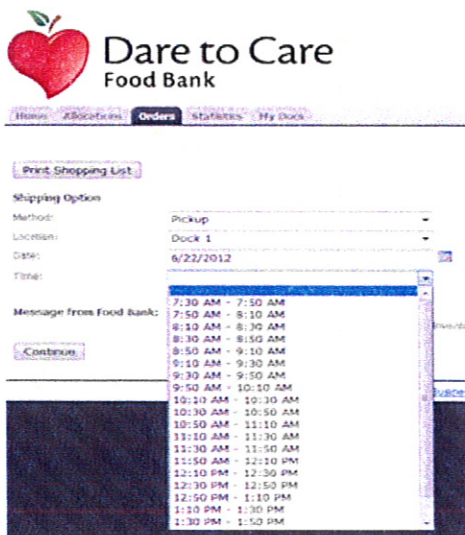 Dare to Care
Food Bank
Home Allocations Orders Statistics My Docs
Print Shopping List
Shipping Option
Method: Pickup
Location: Dock 1
Date: 6/22/2012
Time:
7:30 AM - 7:50 AM
7:50 AM - 8:10 AM
Message from Food Bank:
8:10 AM - 8:30 AM
8:30 AM - 8:50 AM
8:50 AM - 9:10 AM
Continue
9:10 AM - 9:30 AM
9:30 AM - 9:50 AM
9:50 AM - 10:10 AM
10:10 AM - 10:30 AM
10:30 AM - 10:50 AM
10:50 AM - 11:10 AM
11:10 AM - 11:30 AM
11:30 AM - 11:50 AM
11:50 AM - 12:10 PM
12:10 PM - 12:30 PM
12:30 PM - 12:50 PM
12:50 PM - 1:10 PM
1:10 PM - 1:30 PM
1:30 PM - 1:50 PM